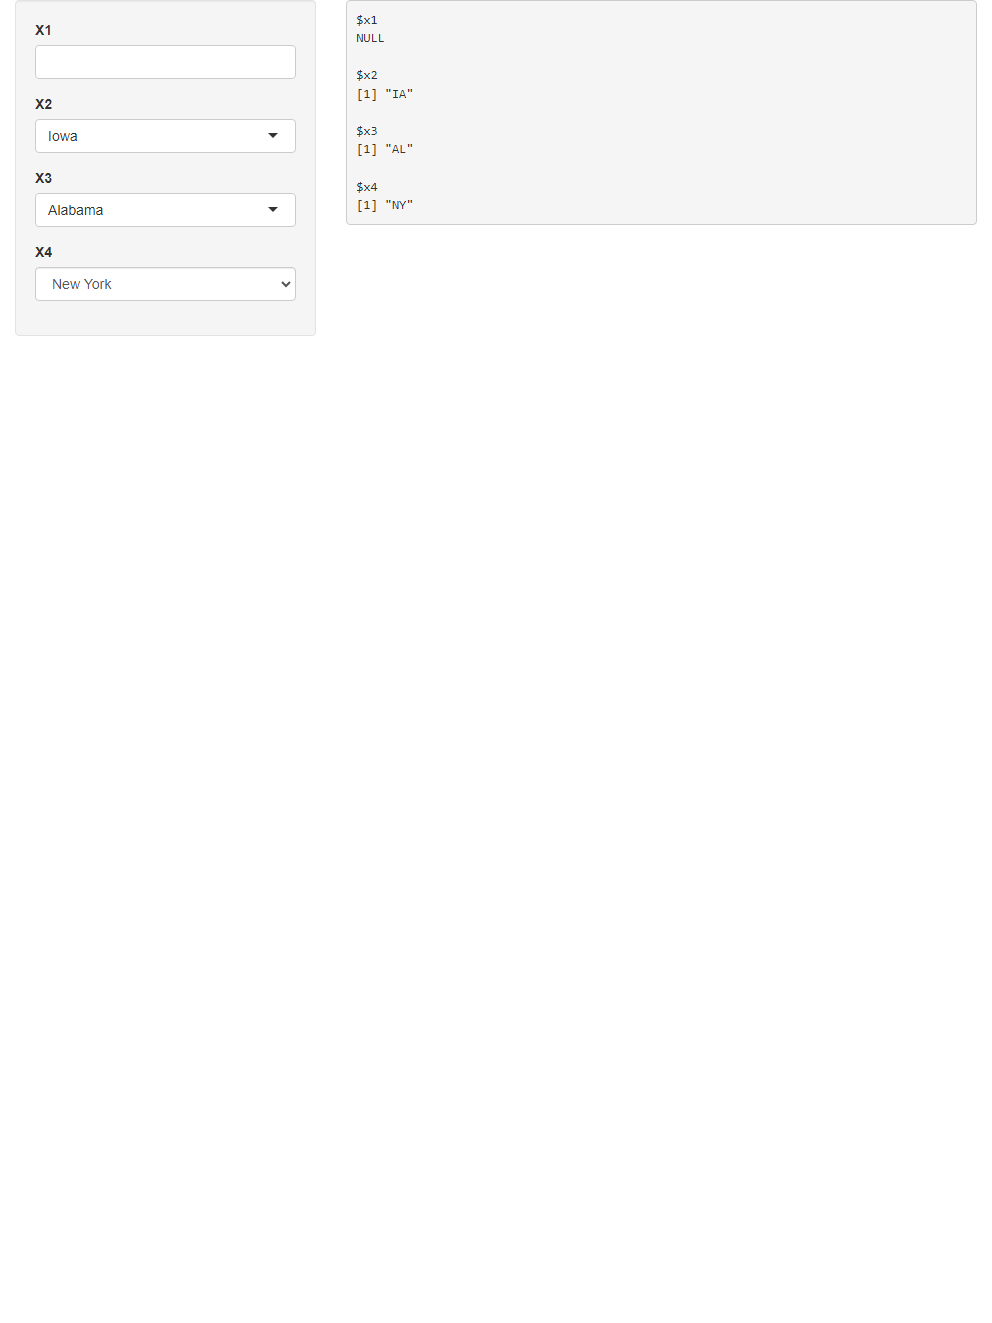 X1
X2
Iowa
X3
Alabama
X4
New York
$x1
NULL
$x2
[1] "IA"
$x3
[1] "AL"
$x4
[1] "NY"